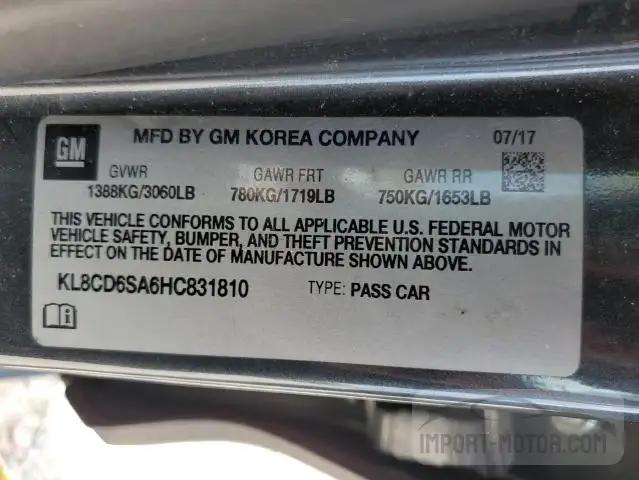 GM
MFD BY GM KOREA COMPANY 07/17
GVWR GAWR FRT GAWR RR
1388KG/3060LB 780KG/1719LB 750KG/1653LB
THIS VEHICLE CONFORMS TO ALL APPLICABLE U.S. FEDERAL MOTOR
VEHICLE SAFETY, BUMPER, AND THEFT PREVENTION STANDARDS IN
EFFECT ON THE DATE OF MANUFACTURE SHOWN ABOVE.
KL8CD6SA6HC831810 TYPE: PASS CAR
IMPORT-MOTOR.COM